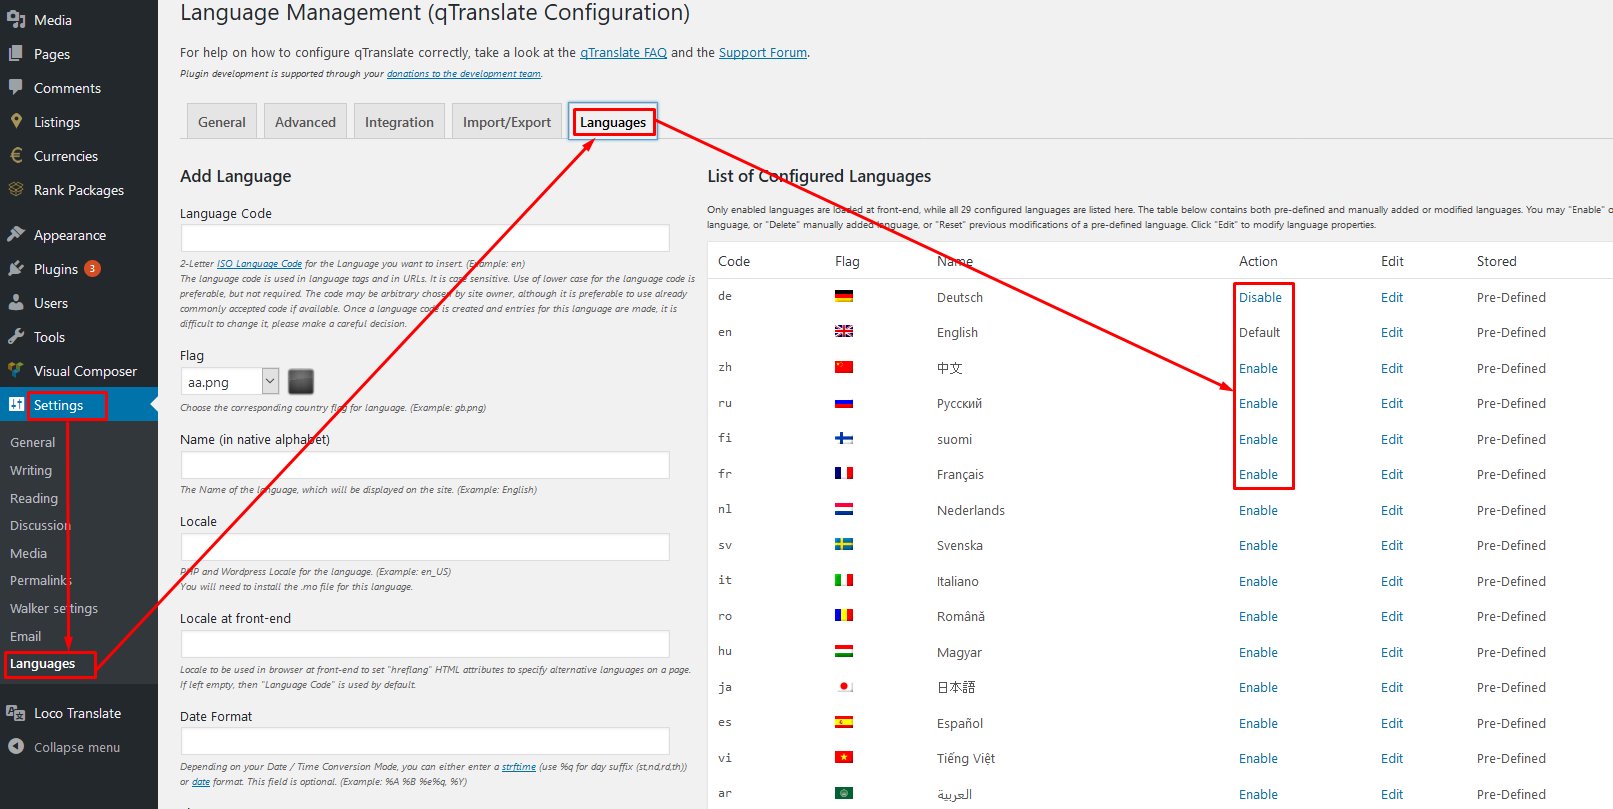 Media
Pages
Comments
Listings
Currencies
Rank Packages
Appearance
Plugins 3
Users
Tools
Visual Composer
Settings
General
Writing
Reading
Discussion
Media
Permalinks
Walker settings
Email
Languages
Loco Translate
Collapse menu
Language Management (qTranslate Configuration)
For help on how to configure qTranslate correctly, take a look at the qTranslate FAQ and the Support Forum.
Plugin development is supported through your donations to the development team.
General Advanced Integration Import/Export Languages
Add Language
Language Code
2-Letter ISO Language Code for the Language you want to insert. (Example: en)
The language code is used in language tags and in URLs. It is case sensitive. Use of lower case for the language code is
preferable, but not required. The code may be arbitrary chosen by site owner, although it is preferable to use already
commonly accepted code if available. Once a language code is created and entries for this language are made, it is
difficult to change it, please make a careful decision.
Flag
aa.png
Choose the corresponding country flag for language. (Example: gb.png)
Name (in native alphabet)
The Name of the language, which will be displayed on the site. (Example: English)
Locale
PHP and Wordpress Locale for the language. (Example: en_US)
You will need to install the .mo file for this language.
Locale at front-end
Locale to be used in browser at front-end to set "hreflang" HTML attributes to specify alternative languages on a page.
If left empty, then "Language Code" is used by default.
Date Format
Depending on your Date / Time Conversion Mode, you can either enter a strftime (use %q for day suffix (st,nd,rd,th))
or date format. This field is optional. (Example: %A %B %e%q, %Y)
List of Configured Languages
Only enabled languages are loaded at front-end, while all 29 configured languages are listed here. The table below contains both pre-defined and manually added or modified languages. You may "Enable" o
language, or "Delete" manually added language, or "Reset" previous modifications of a pre-defined language. Click "Edit" to modify language properties.
Code Flag Name Action Edit Stored
de Deutsch Disable Edit Pre-Defined
en English Default Edit Pre-Defined
zh 中文 Enable Edit Pre-Defined
ru Русский Enable Edit Pre-Defined
fi suomi Enable Edit Pre-Defined
fr Français Enable Edit Pre-Defined
nl Nederlands Enable Edit Pre-Defined
sv Svenska Enable Edit Pre-Defined
it Italiano Enable Edit Pre-Defined
ro Română Enable Edit Pre-Defined
hu Magyar Enable Edit Pre-Defined
ja 日本語 Enable Edit Pre-Defined
es Español Enable Edit Pre-Defined
vi Tiếng Việt Enable Edit Pre-Defined
ar العربية Enable Edit Pre-Defined